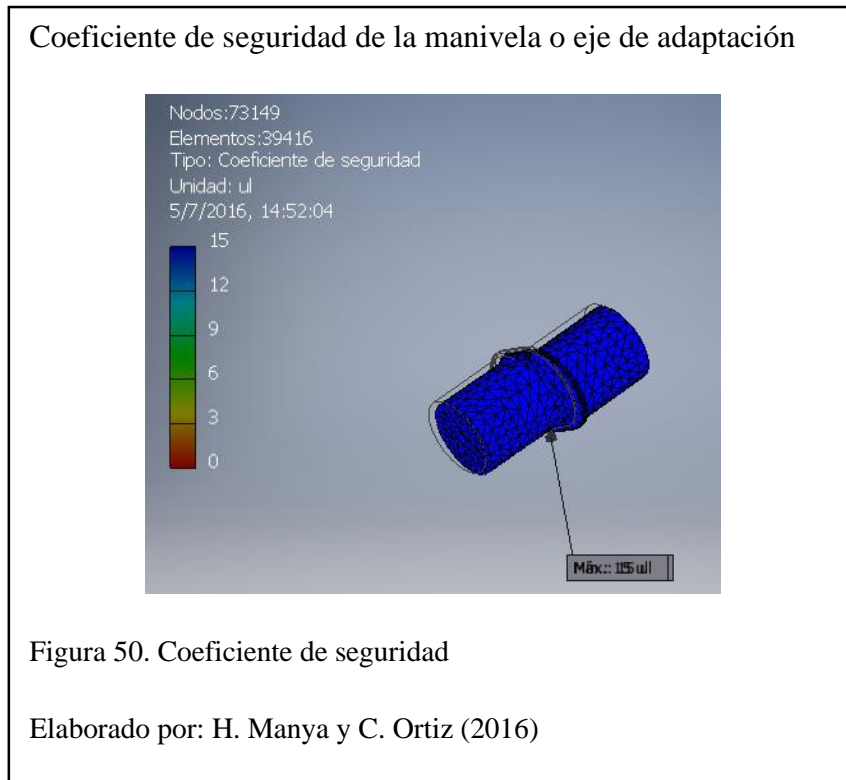 Coeficiente de seguridad de la manivela o eje de adaptación
Nodos:73149
Elementos:39416
Tipo: Coeficiente de seguridad
Unidad: ul
5/7/2016, 14:52:04
15
12
9
6
3
0
15 ul
Figura 50. Coeficiente de seguridad
Elaborado por: H. Manya y C. Ortiz (2016)